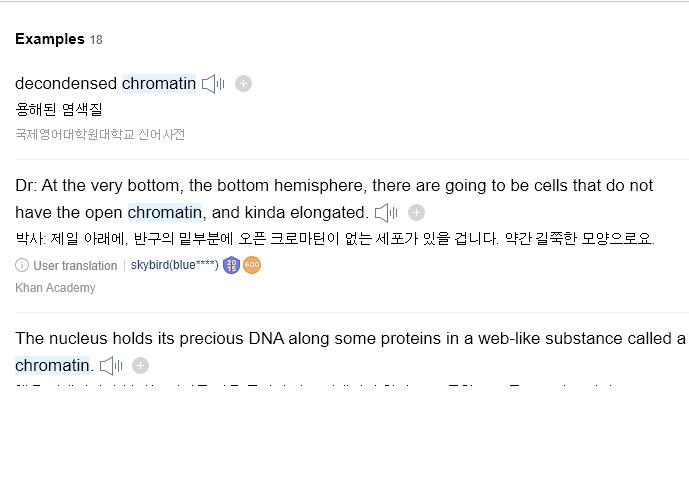 Examples 18
decondensed chromatin
용해된 염색질
국제영어대학원대학교 신어사전
Dr: At the very bottom, the bottom hemisphere, there are going to be cells that do not
have the open chromatin, and kinda elongated.
박사: 제일 아래에, 반구의 밑부분에 오픈 크로마틴이 없는 세포가 있을 겁니다. 약간 길쭉한 모양으로요.
User translation | skybird(blue****) 2015 600
Khan Academy
The nucleus holds its precious DNA along some proteins in a web-like substance called a
chromatin.